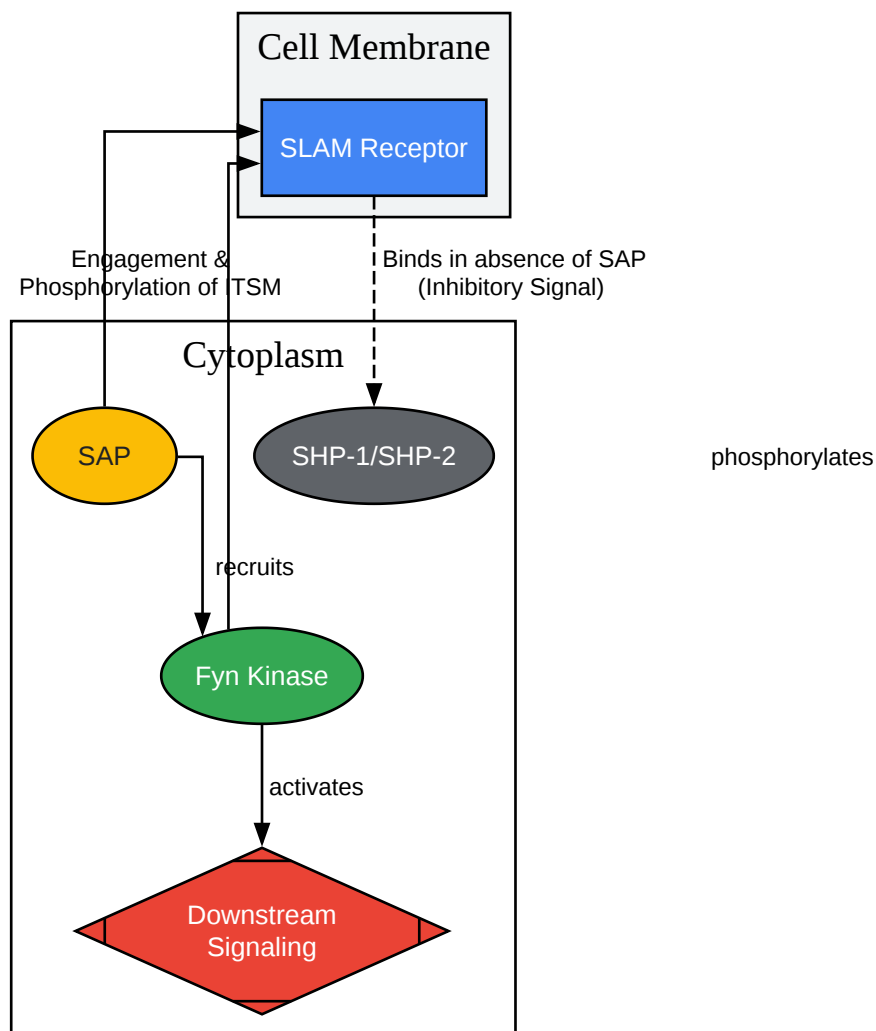 Cell Membrane
SLAM Receptor
Engagement &
Phosphorylation of ITSM
Binds in absence of SAP
(Inhibitory Signal)
Cytoplasm
SAP
SHP-1/SHP-2
phosphorylates
recruits
Fyn Kinase
activates
Downstream
Signaling